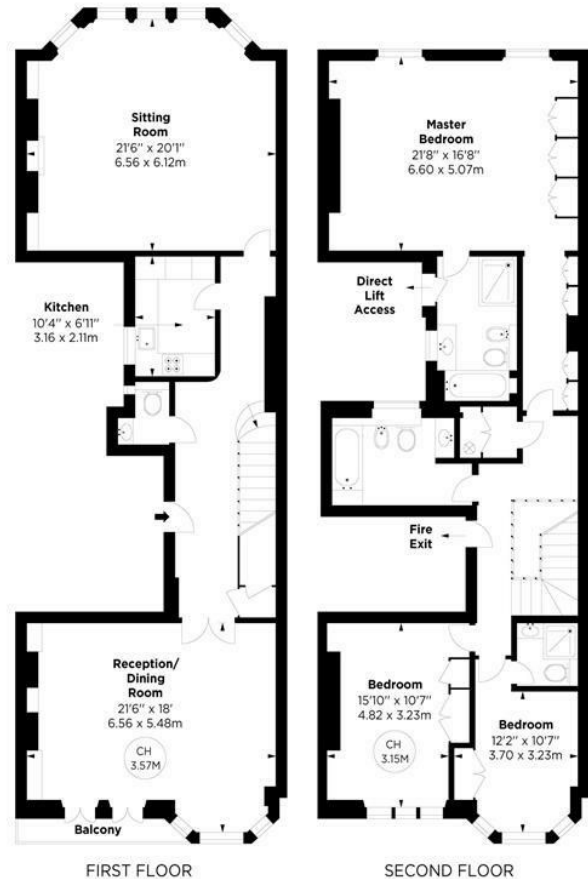 Sitting
Room
21'6" x 20'1"
6.56 x 6.12m
Kitchen
10'4" x 6'11"
3.16 x 2.11m
Reception/
Dining
Room
21'6" x 18'
6.56 x 5.48m
CH
3.57M
Balcony
FIRST FLOOR
Master
Bedroom
21'8" x 16'8"
6.60 x 5.07m
Direct
Lift
Access
Fire
Exit
Bedroom
15'10" x 10'7"
4.82 x 3.23m
CH
3.15M
Bedroom
12'2" x 10'7"
3.70 x 3.23m
SECOND FLOOR